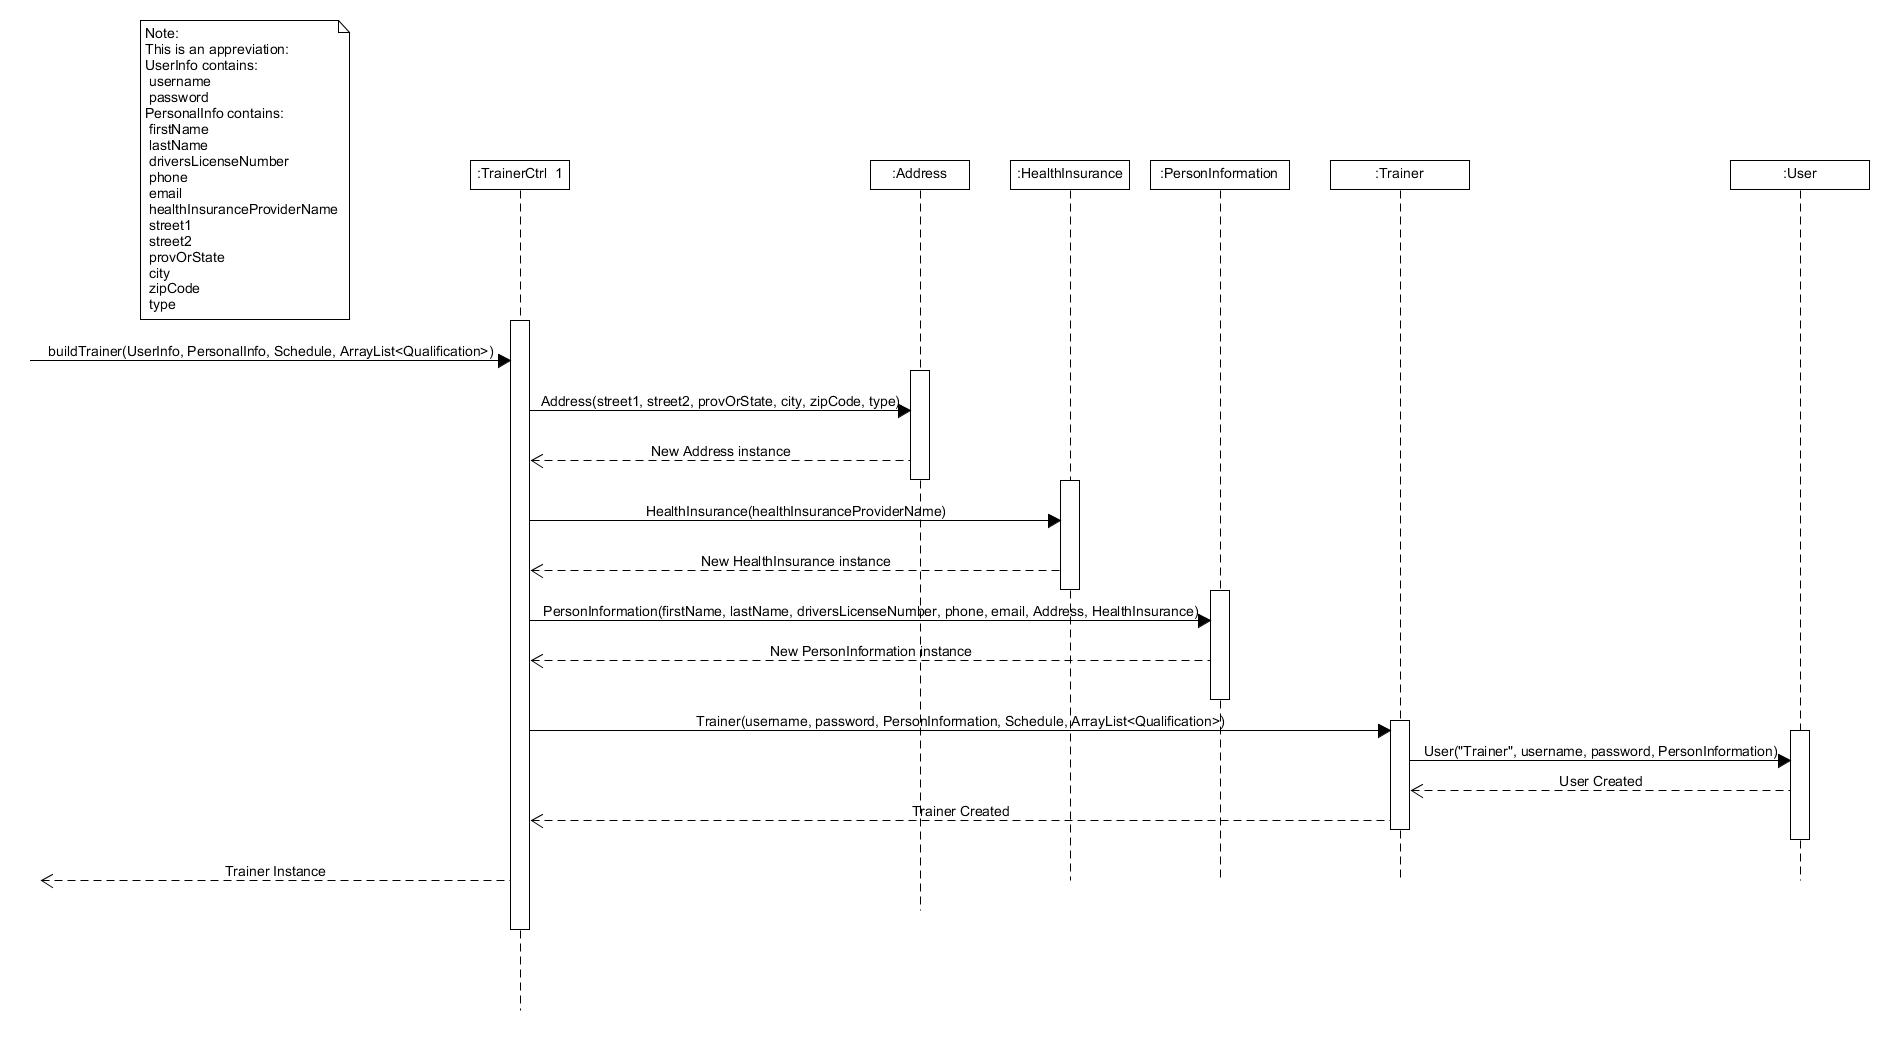 Note:
This is an appreviation:
UserInfo contains:
username
password
PersonalInfo contains:
firstName
lastName
driversLicenseNumber
phone
email
healthInsuranceProviderName
street1
street2
provOrState
city
zipCode
type
:TrainerCtrl  1
:Address
:HealthInsurance
:PersonInformation
:Trainer
:User
buildTrainer(UserInfo, PersonalInfo, Schedule, ArrayList<Qualification>)
Address(street1, street2, provOrState, city, zipCode, type)
New Address instance
HealthInsurance(healthInsuranceProviderName)
New HealthInsurance instance
PersonInformation(firstName, lastName, driversLicenseNumber, phone, email, Address, HealthInsurance)
New PersonInformation instance
Trainer(username, password, PersonInformation, Schedule, ArrayList<Qualification>)
User("Trainer", username, password, PersonInformation)
User Created
Trainer Created
Trainer Instance